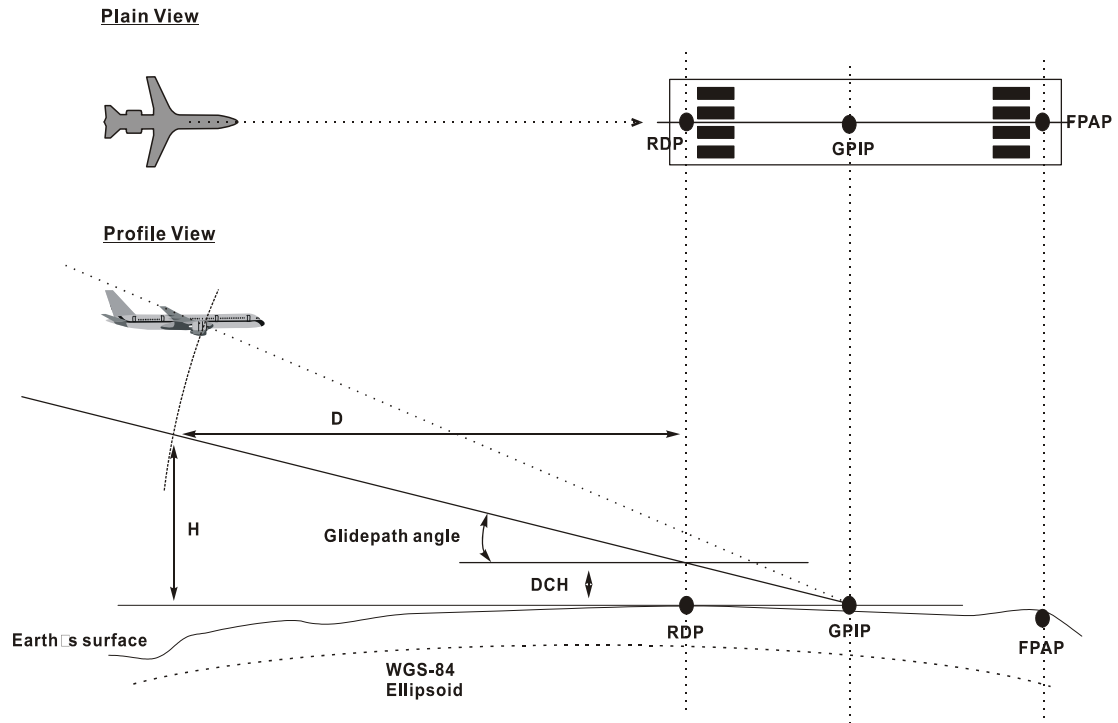 Plain View
RDP
GPIP
FPAP
Profile View
D
H
Glidepath angle
DCH
Earth□s surface
RDP
GPIP
FPAP
WGS-84
Ellipsoid